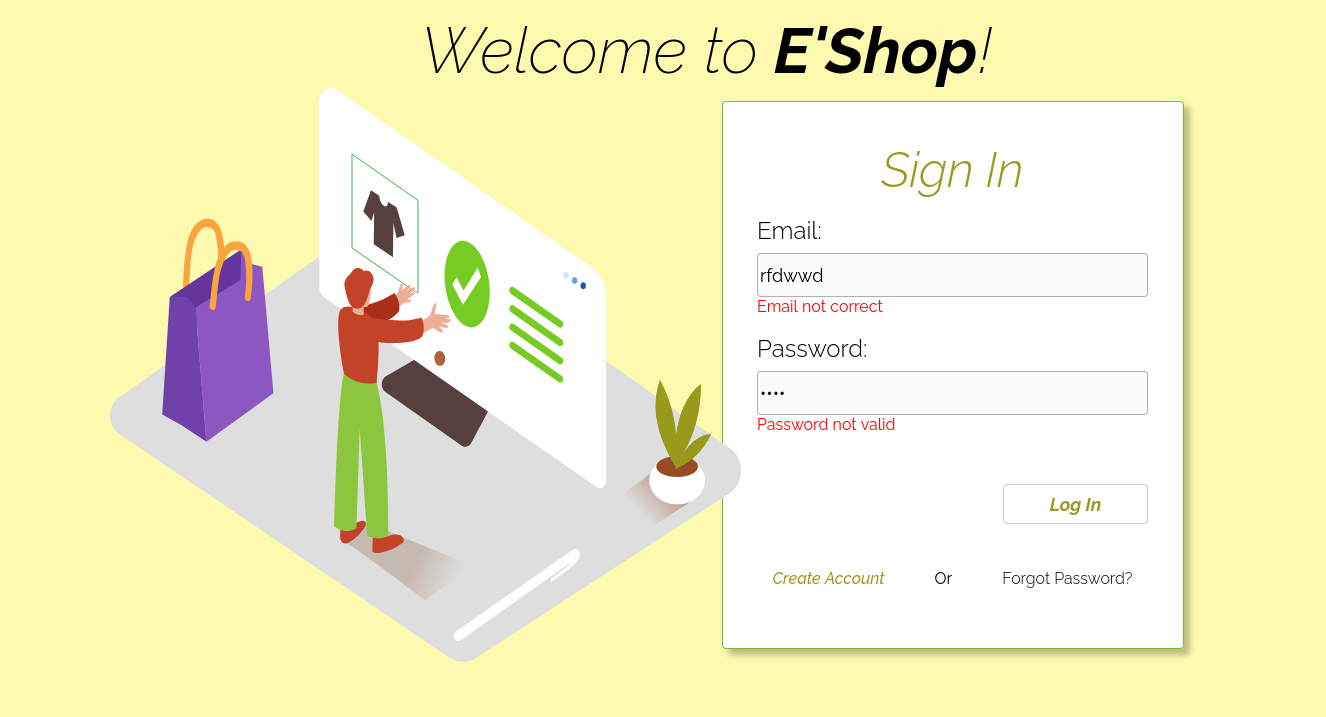 Welcome to E'Shop!
Sign In
Email:
rfdwwd
Email not correct
Password:
••••
Password not valid
Log In
Create Account Or Forgot Password?